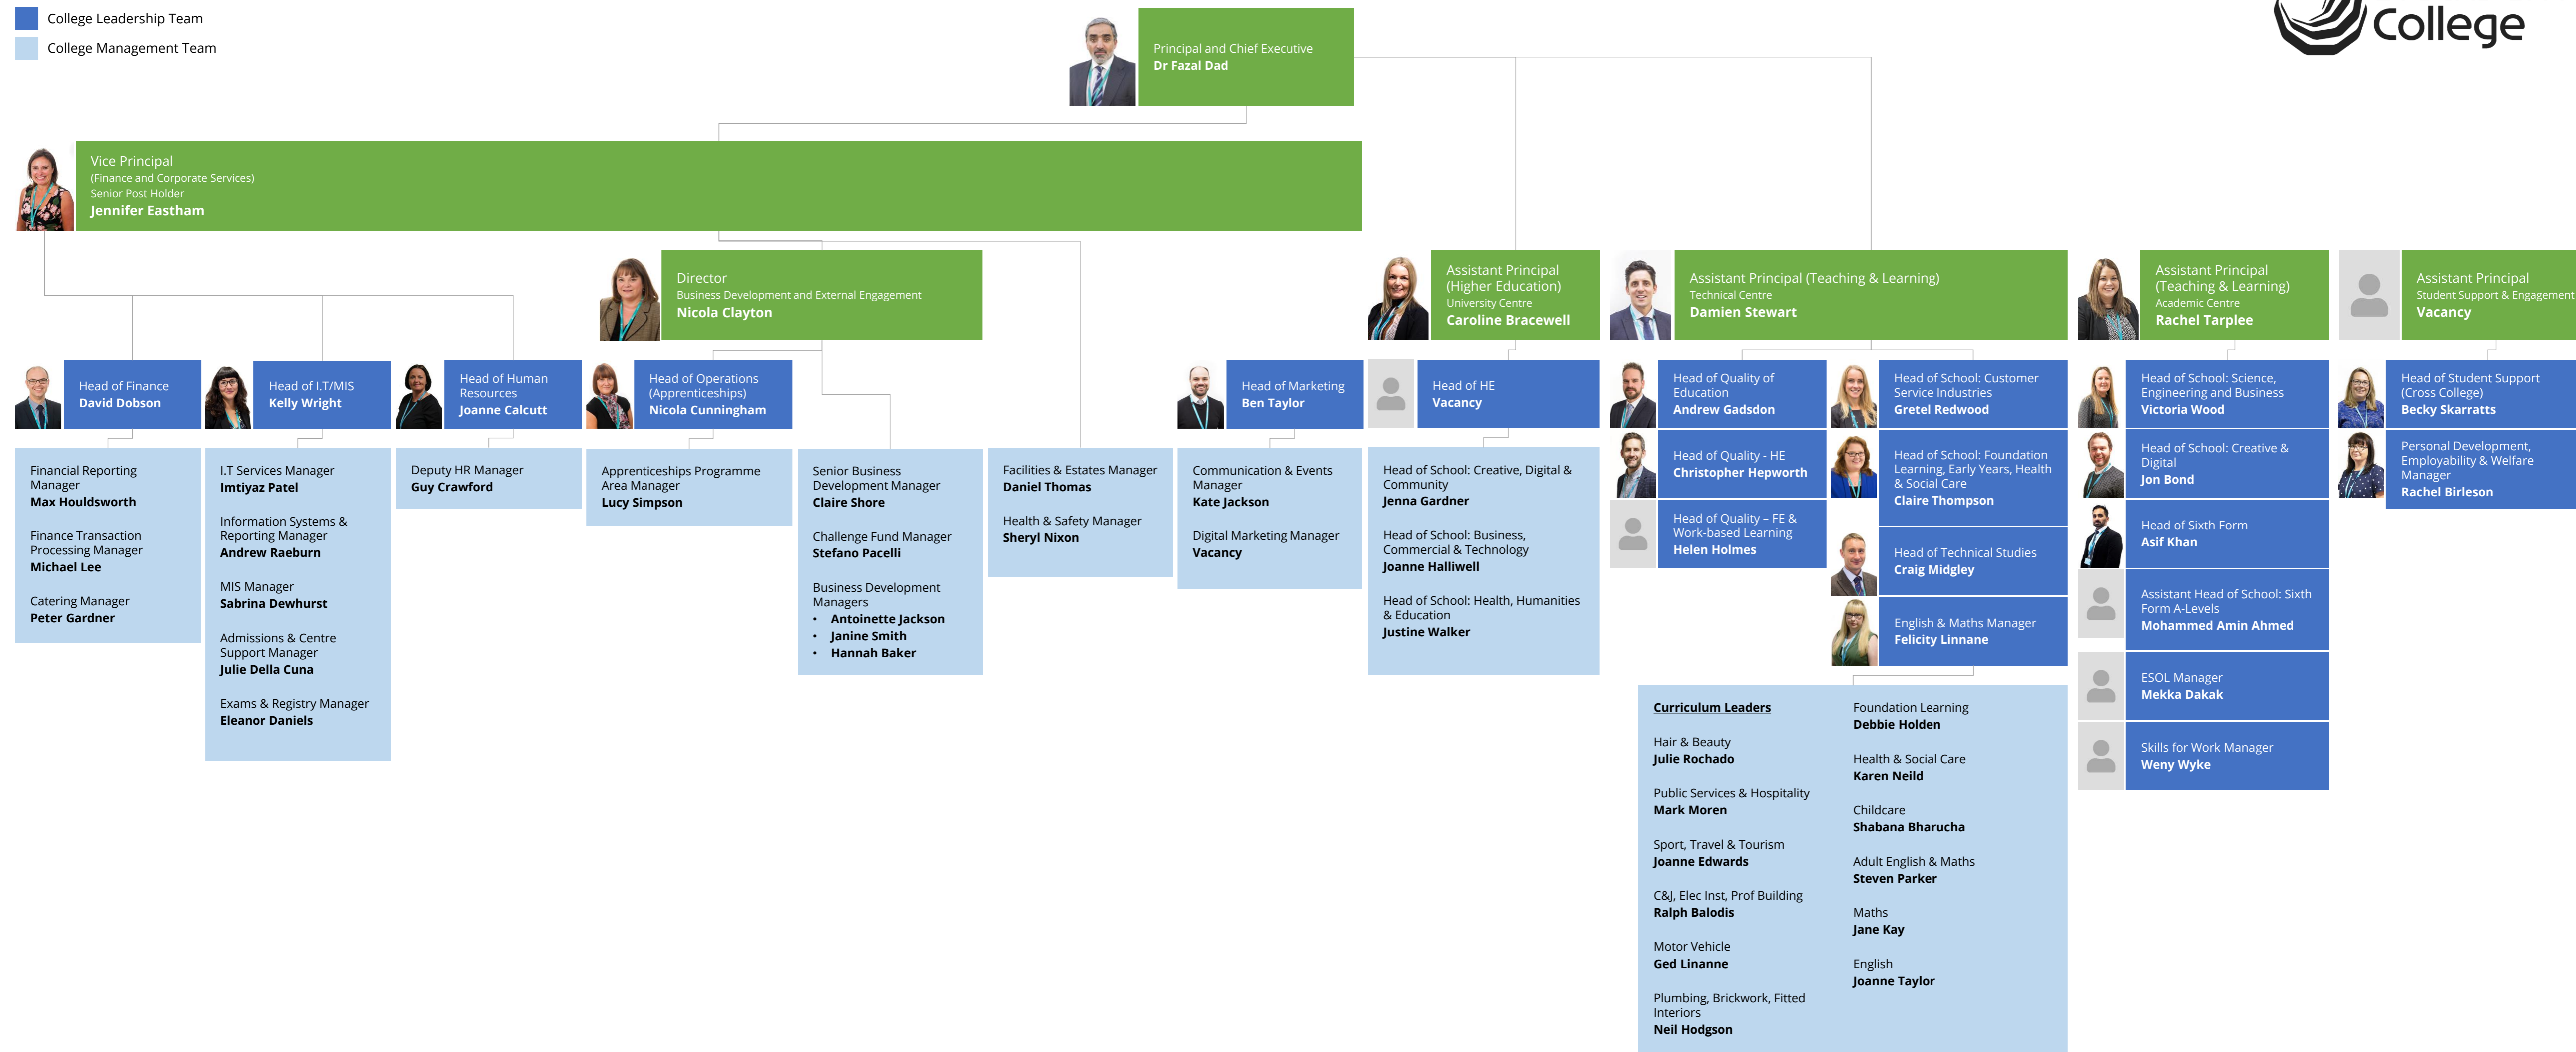 College Leadership Team
College Management Team
College
Principal and Chief Executive
Dr Fazal Dad
Vice Principal
(Finance and Corporate Services)
Senior Post Holder
Jennifer Eastham
Director
Business Development and External Engagement
Nicola Clayton
Assistant Principal
(Higher Education)
University Centre
Caroline Bracewell
Assistant Principal (Teaching & Learning)
Technical Centre
Damien Stewart
Assistant Principal
(Teaching & Learning)
Academic Centre
Rachel Tarplee
Assistant Principal
Student Support & Engagement
Vacancy
Head of Finance
David Dobson
Head of I.T/MIS
Kelly Wright
Head of Human
Resources
Joanne Calcutt
Head of Operations
(Apprenticeships)
Nicola Cunningham
Head of Marketing
Ben Taylor
Head of HE
Vacancy
Head of Quality of
Education
Andrew Gadsdon
Head of Quality - HE
Christopher Hepworth
Head of Quality – FE &
Work-based Learning
Helen Holmes
Head of School: Customer
Service Industries
Gretel Redwood
Head of School: Foundation
Learning, Early Years, Health
& Social Care
Claire Thompson
Head of Technical Studies
Craig Midgley
English & Maths Manager
Felicity Linnane
Head of School: Science,
Engineering and Business
Victoria Wood
Head of School: Creative &
Digital
Jon Bond
Head of Sixth Form
Asif Khan
Assistant Head of School: Sixth
Form A-Levels
Mohammed Amin Ahmed
ESOL Manager
Mekka Dakak
Skills for Work Manager
Weny Wyke
Head of Student Support
(Cross College)
Becky Skarratts
Personal Development,
Employability & Welfare
Manager
Rachel Birleson
Financial Reporting
Manager
Max Houldsworth
Finance Transaction
Processing Manager
Michael Lee
Catering Manager
Peter Gardner
I.T Services Manager
Imtiyaz Patel
Information Systems &
Reporting Manager
Andrew Raeburn
MIS Manager
Sabrina Dewhurst
Admissions & Centre
Support Manager
Julie Della Cuna
Exams & Registry Manager
Eleanor Daniels
Deputy HR Manager
Guy Crawford
Apprenticeships Programme
Area Manager
Lucy Simpson
Senior Business
Development Manager
Claire Shore
Challenge Fund Manager
Stefano Pacelli
Business Development
Managers
• Antoinette Jackson
• Janine Smith
• Hannah Baker
Facilities & Estates Manager
Daniel Thomas
Health & Safety Manager
Sheryl Nixon
Communication & Events
Manager
Kate Jackson
Digital Marketing Manager
Vacancy
Head of School: Creative, Digital &
Community
Jenna Gardner
Head of School: Business,
Commercial & Technology
Joanne Halliwell
Head of School: Health, Humanities
& Education
Justine Walker
Curriculum Leaders
Hair & Beauty
Julie Rochado
Public Services & Hospitality
Mark Moren
Sport, Travel & Tourism
Joanne Edwards
C&J, Elec Inst, Prof Building
Ralph Balodis
Motor Vehicle
Ged Linanne
Plumbing, Brickwork, Fitted
Interiors
Neil Hodgson
Foundation Learning
Debbie Holden
Health & Social Care
Karen Neild
Childcare
Shabana Bharucha
Adult English & Maths
Steven Parker
Maths
Jane Kay
English
Joanne Taylor